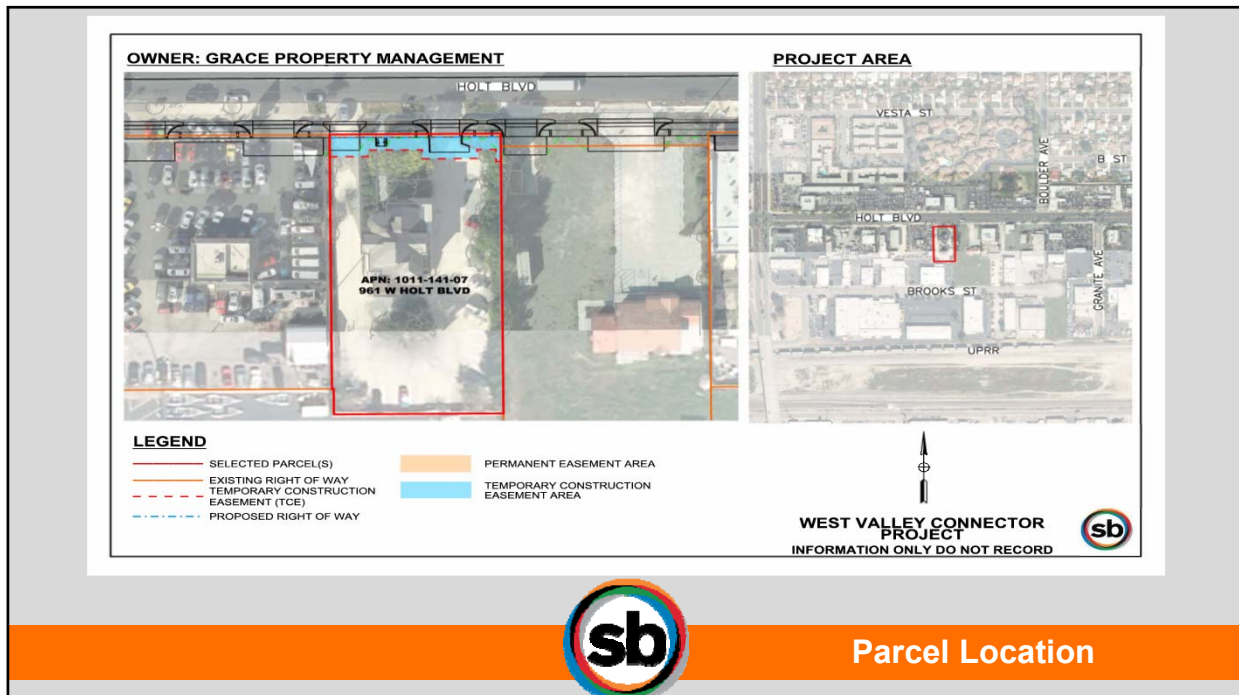 OWNER: GRACE PROPERTY MANAGEMENT
HOLT BLVD
APN: 1011-141-07
961 W HOLT BLVD
PROJECT AREA
VESTA ST
BOULDER AVE
B ST
HOLT BLVD
GRANITE AVE
BROOKS ST
UPRR
LEGEND
SELECTED PARCEL(S)
EXISTING RIGHT OF WAY
TEMPORARY CONSTRUCTION
EASEMENT (TCE)
PROPOSED RIGHT OF WAY
PERMANENT EASEMENT AREA
TEMPORARY CONSTRUCTION
EASEMENT AREA
WEST VALLEY CONNECTOR
PROJECT
INFORMATION ONLY DO NOT RECORD
sb
sb
Parcel Location